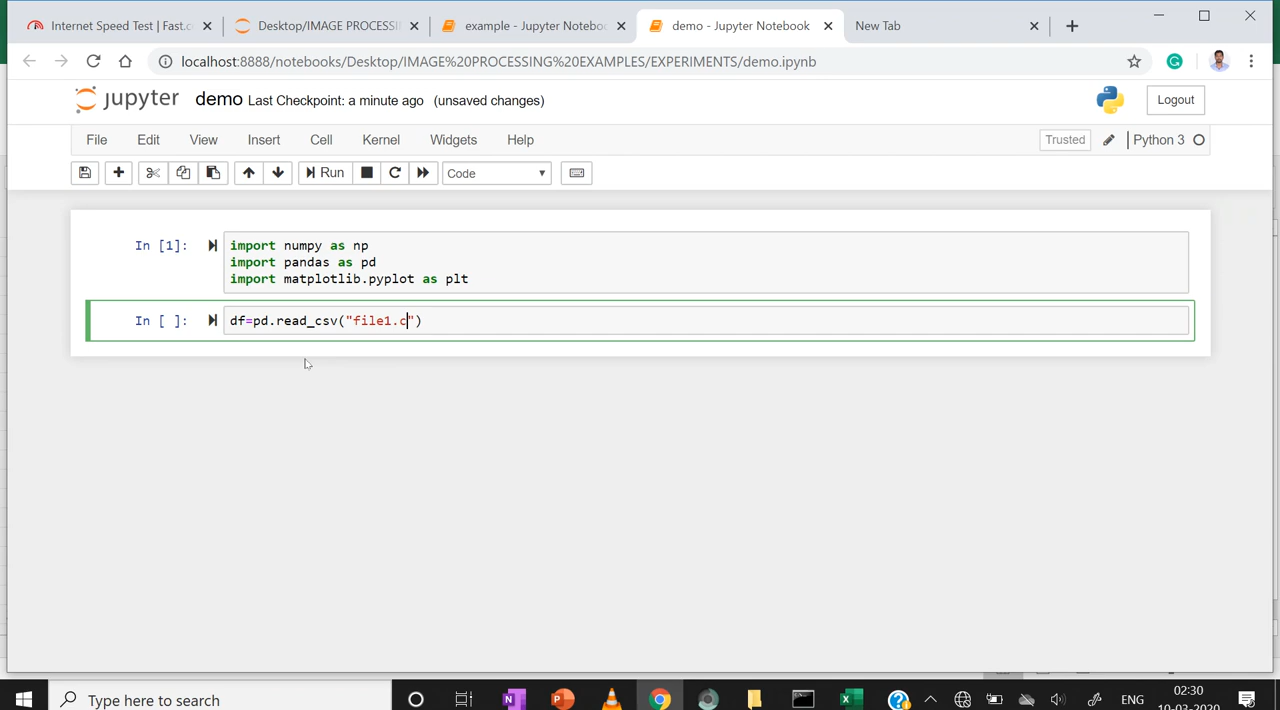 Internet Speed Test | Fast.c
Desktop/IMAGE PROCESSI
example - Jupyter Noteboo
demo - Jupyter Notebook
New Tab
localhost:8888/notebooks/Desktop/IMAGE%20PROCESSING%20EXAMPLES/EXPERIMENTS/demo.ipynb
jupyter demo Last Checkpoint: a minute ago (unsaved changes)
Logout
File Edit View Insert Cell Kernel Widgets Help
Trusted Python 3
Run Code
In [1]: import numpy as np
import pandas as pd
import matplotlib.pyplot as plt
In [ ]: df=pd.read_csv("file1.c")
Type here to search
ENG
02:30
10-03-2020